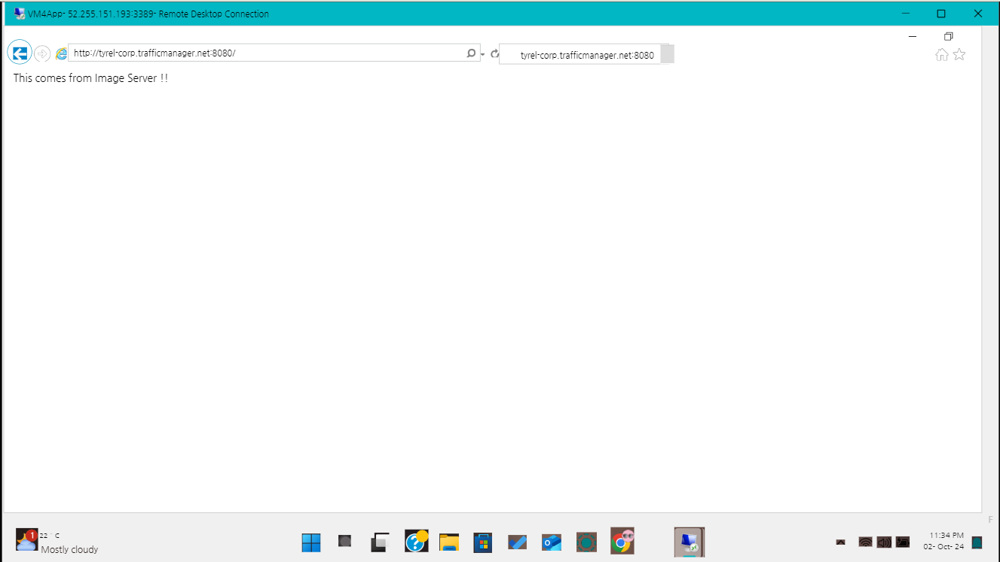 VM4App- 52.255.151.193:3389- Remote Desktop Connection
http://tyrel-corp.trafficmanager.net:8080/
tyrel-corp.trafficmanager.net:8080
This comes from Image Server !!
F
1
22 ° C
Mostly cloudy
11:34 PM
02- Oct- 24